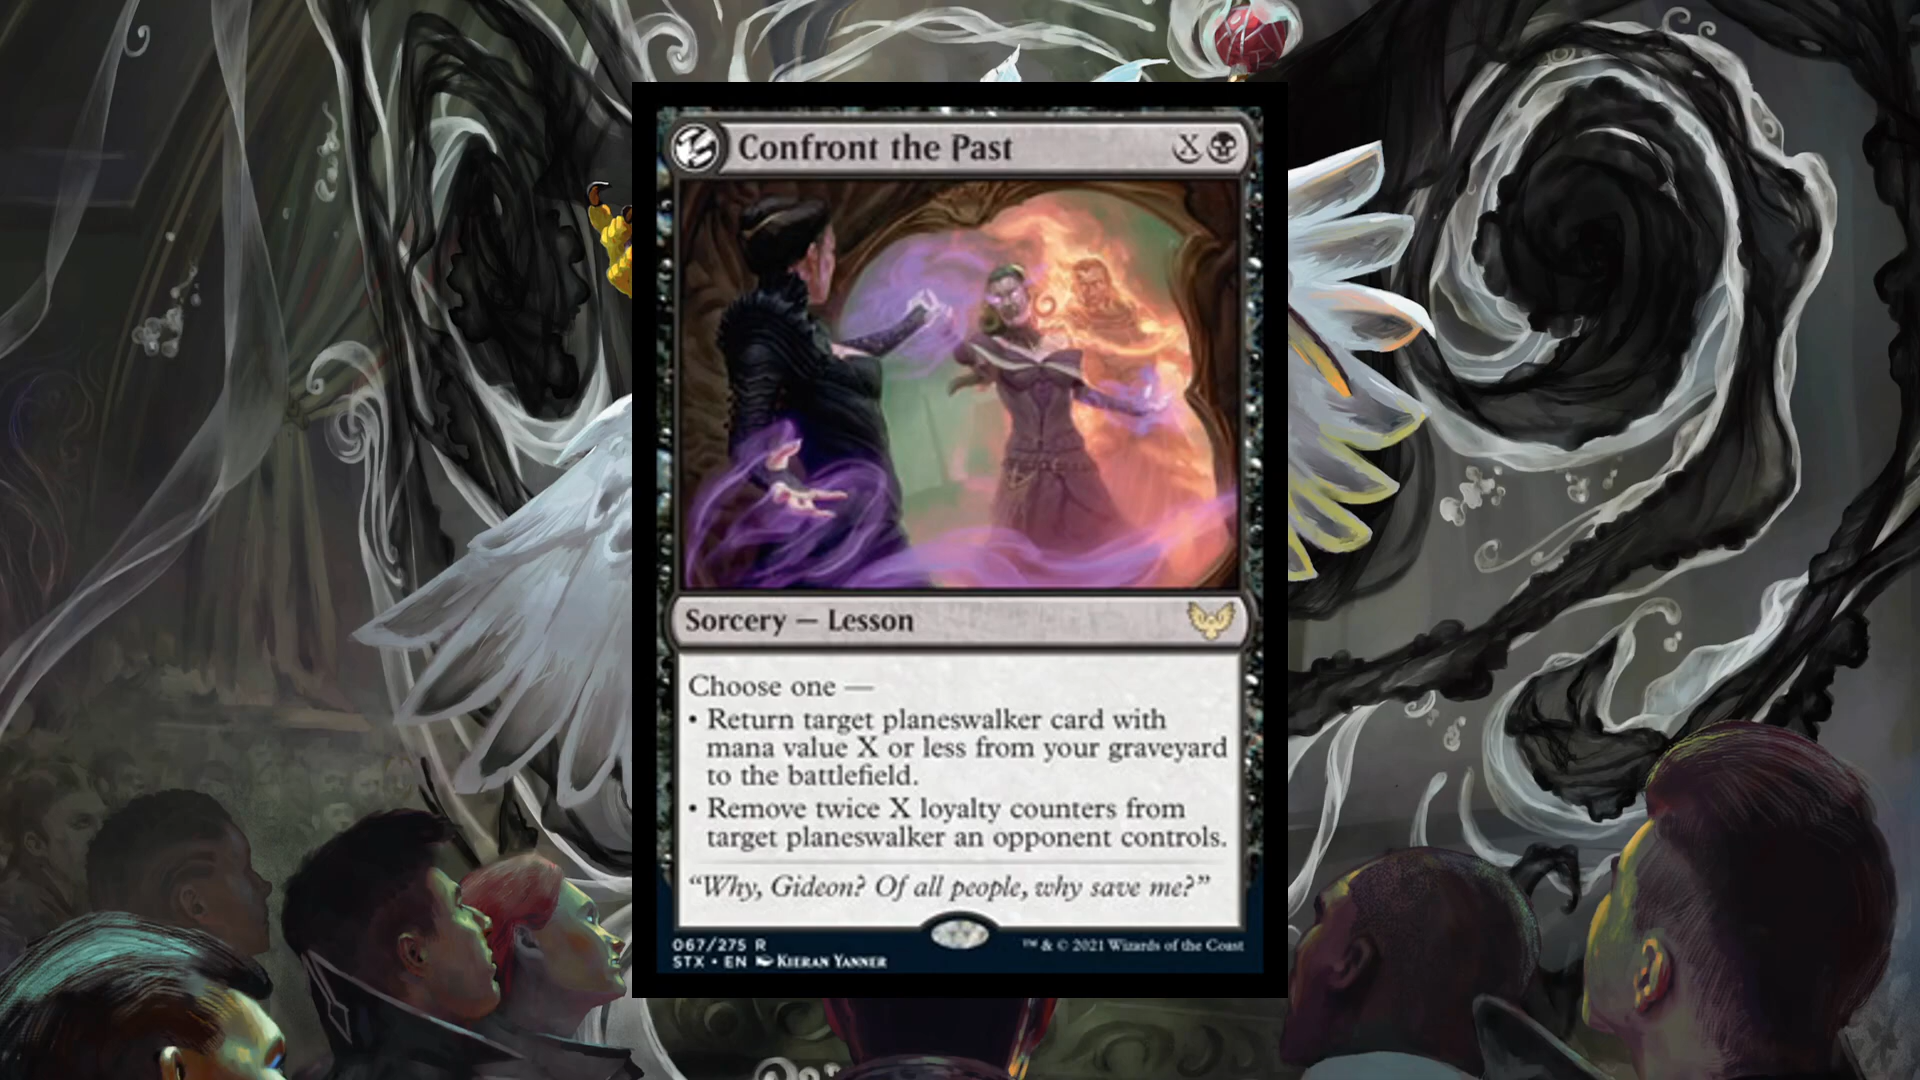 Confront the Past X
Sorcery — Lesson
Choose one —
• Return target planeswalker card with
mana value X or less from your graveyard
to the battlefield.
• Remove twice X loyalty counters from
target planeswalker an opponent controls.
“Why, Gideon? Of all people, why save me?”
067/275 R
™ & © 2021 Wizards of the Coast
STX • EN KIERAN YANNER